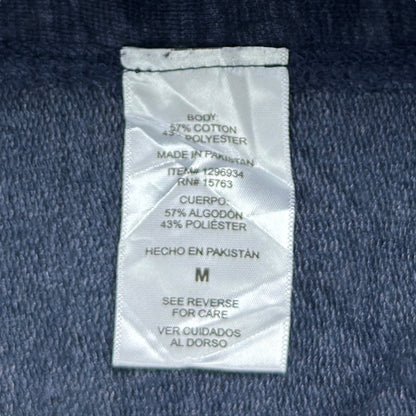 BODY:
57% COTTON
43% POLYESTER
MADE IN PAKISTAN
ITEM# 1296934
RN# 15763
CUERPO:
57% ALGODÓN
43% POLIÉSTER
HECHO EN PAKISTÁN
M
SEE REVERSE
FOR CARE
VER CUIDADOS
AL DORSO